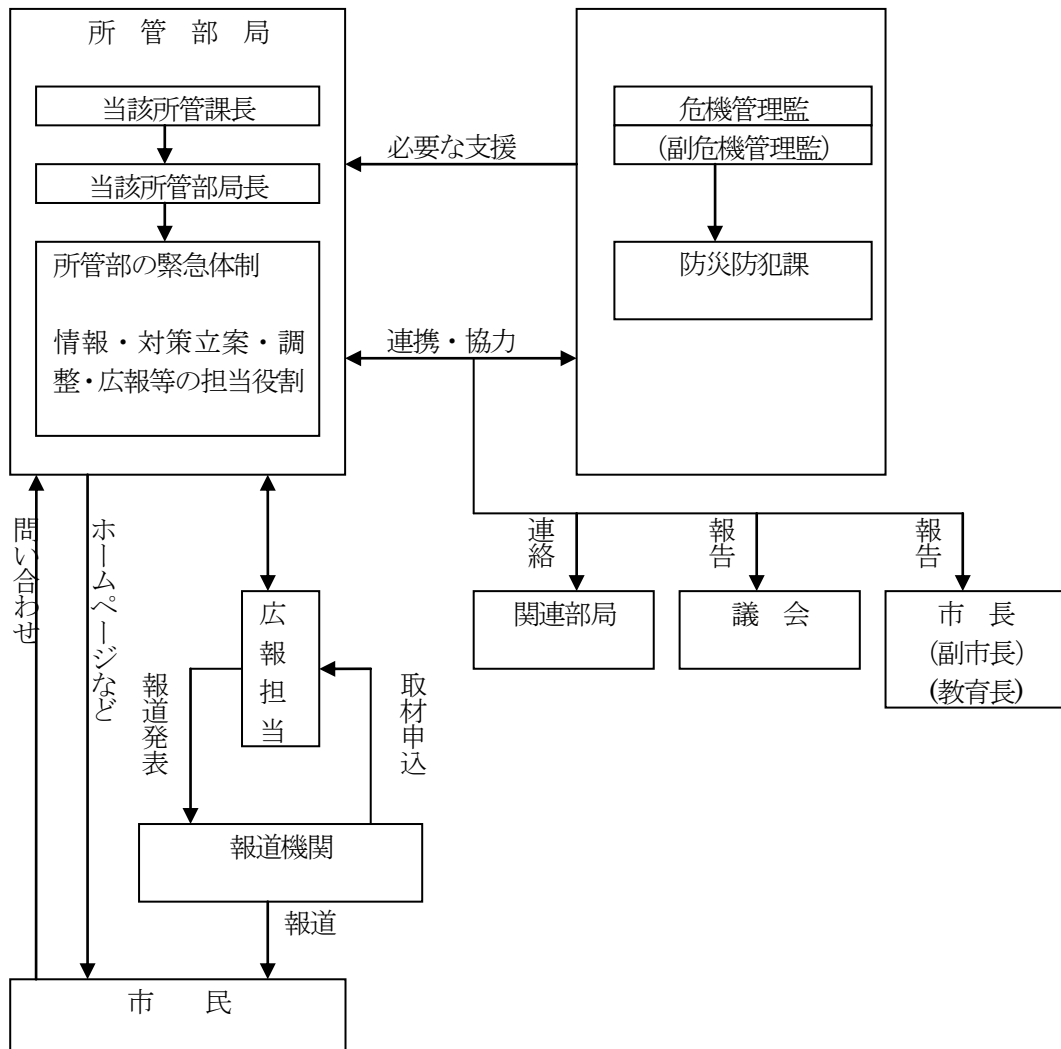 所　管　部　局
当該所管課長
当該所管部局長
所管部の緊急体制
情報・対策立案・調
整・広報等の担当役割
必要な支援
連携・協力
危機管理監
(副危機管理監)
防災防犯課
問い合わせ
ホームページなど
連絡
報告
報告
関連部局
議　会
市　長
(副市長)
(教育長)
広報担当
報道発表
取材申込
報道機関
報道
市　　民